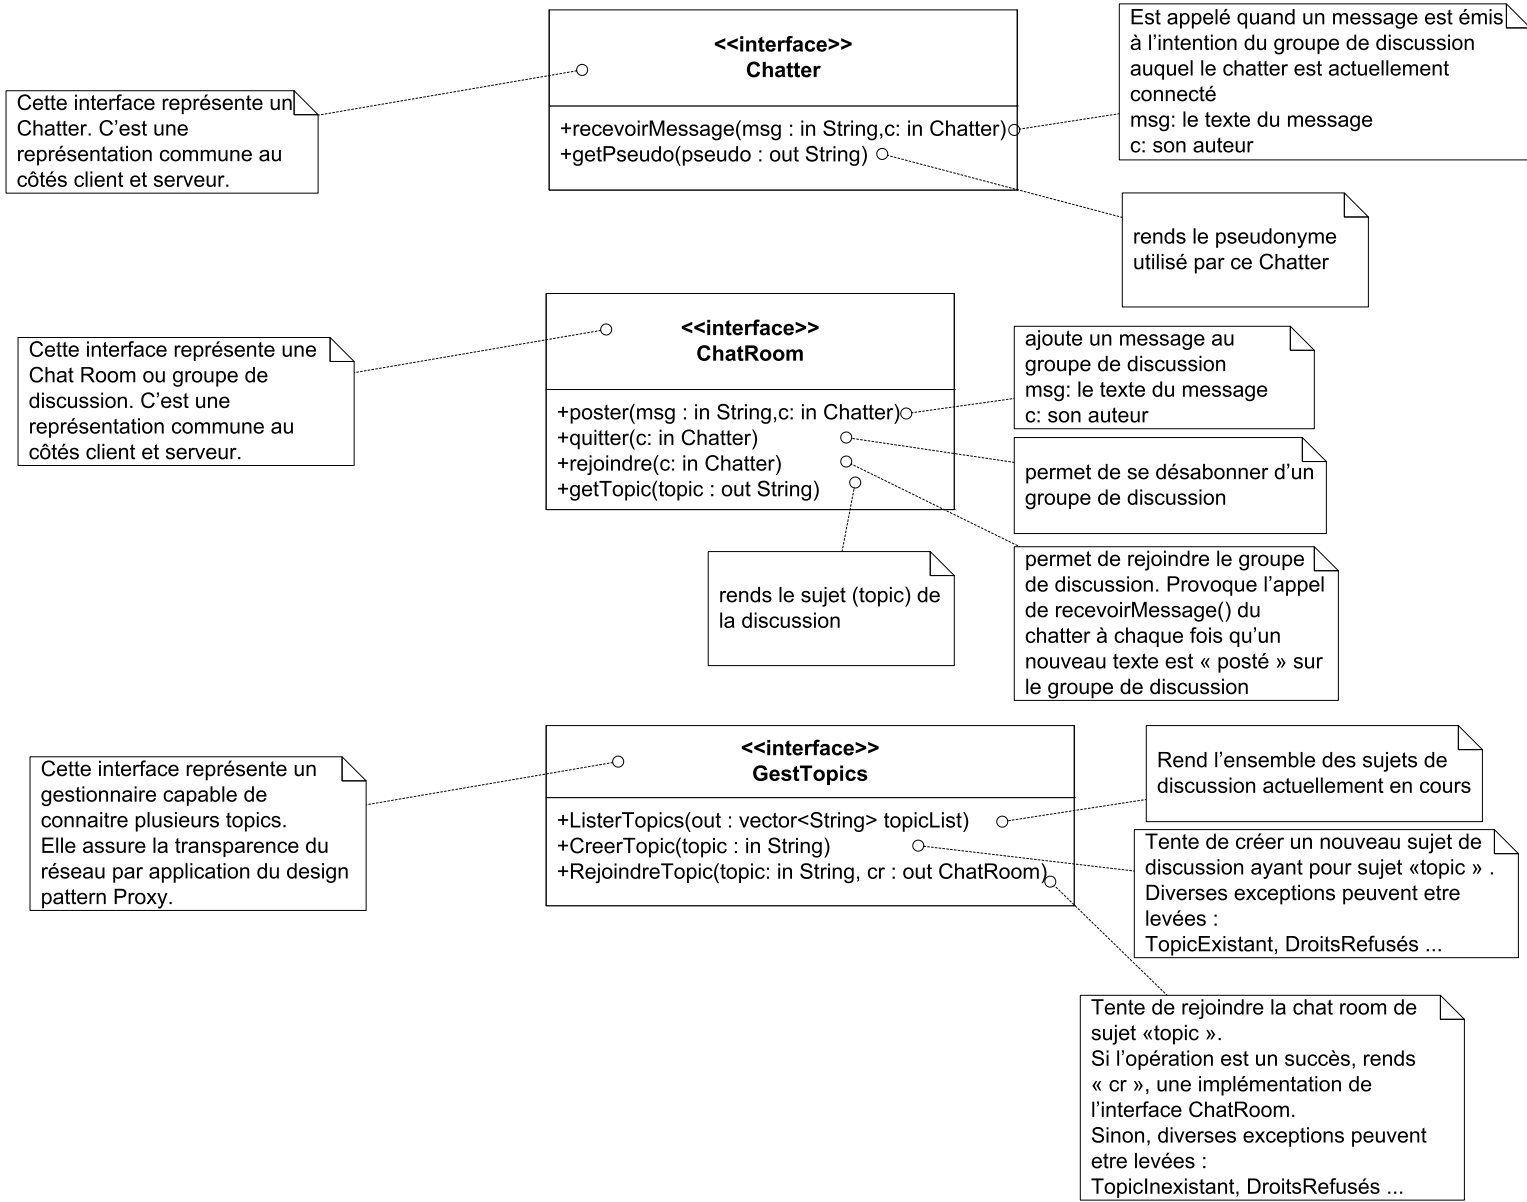 <<interface>>
Chatter
+recevoirMessage(msg : in String,c: in Chatter)
+getPseudo(pseudo : out String)
Cette interface représente un
Chatter. C’est une
représentation commune au
côtés client et serveur.
Est appelé quand un message est émis
à l’intention du groupe de discussion
auquel le chatter est actuellement
connecté
msg: le texte du message
c: son auteur
rends le pseudonyme
utilisé par ce Chatter
<<interface>>
ChatRoom
+poster(msg : in String,c: in Chatter)
+quitter(c: in Chatter)
+rejoindre(c: in Chatter)
+getTopic(topic : out String)
Cette interface représente une
Chat Room ou groupe de
discussion. C’est une
représentation commune au
côtés client et serveur.
ajoute un message au
groupe de discussion
msg: le texte du message
c: son auteur
permet de se désabonner d’un
groupe de discussion
rends le sujet (topic) de
la discussion
permet de rejoindre le groupe
de discussion. Provoque l’appel
de recevoirMessage() du
chatter à chaque fois qu’un
nouveau texte est « posté » sur
le groupe de discussion
<<interface>>
GestTopics
+ListerTopics(out : vector<String> topicList)
+CreerTopic(topic : in String)
+RejoindreTopic(topic: in String, cr : out ChatRoom)
Cette interface représente un
gestionnaire capable de
connaitre plusieurs topics.
Elle assure la transparence du
réseau par application du design
pattern Proxy.
Rend l’ensemble des sujets de
discussion actuellement en cours
Tente de créer un nouveau sujet de
discussion ayant pour sujet «topic » .
Diverses exceptions peuvent etre
levées :
TopicExistant, DroitsRefusés ...
Tente de rejoindre la chat room de
sujet «topic ».
Si l’opération est un succès, rends
« cr », une implémentation de
l’interface ChatRoom.
Sinon, diverses exceptions peuvent
etre levées :
TopicInexistant, DroitsRefusés ...